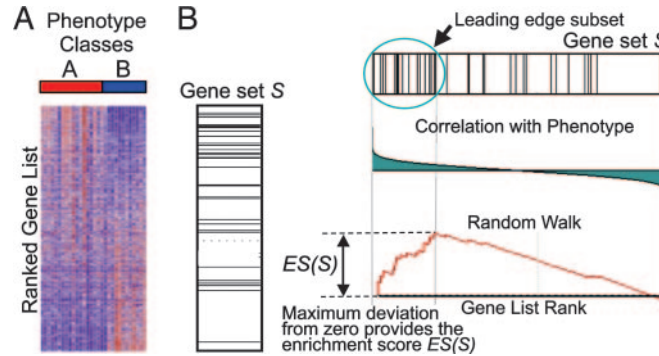 A
Phenotype
Classes
A
B
Ranked Gene List
B
Gene set S
Leading edge subset
Gene set S
Correlation with Phenotype
Random Walk
ES(S)
Gene List Rank
Maximum deviation
from zero provides the
enrichment score ES(S)